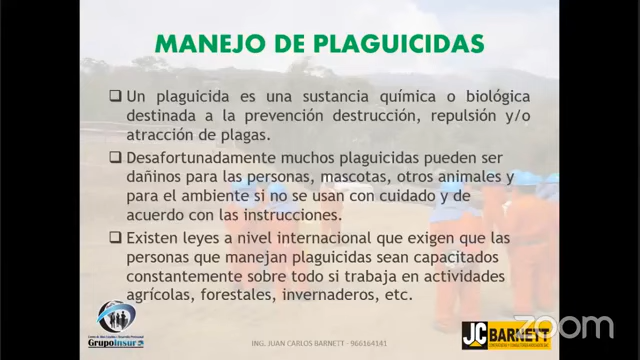 MANEJO DE PLAGUICIDAS
❑ Un plaguicida es una sustancia química o biológica
destinada a la prevención destrucción, repulsión y/o
atracción de plagas.
❑ Desafortunadamente muchos plaguicidas pueden ser
dañinos para las personas, mascotas, otros animales y
para el ambiente si no se usan con cuidado y de
acuerdo con las instrucciones.
❑ Existen leyes a nivel internacional que exigen que las
personas que manejan plaguicidas sean capacitados
constantemente sobre todo si trabaja en actividades
agrícolas, forestales, invernaderos, etc.
Grupoinsur
ING. JUAN CARLOS BARNETT - 966164141
JC BARNETT
zoom